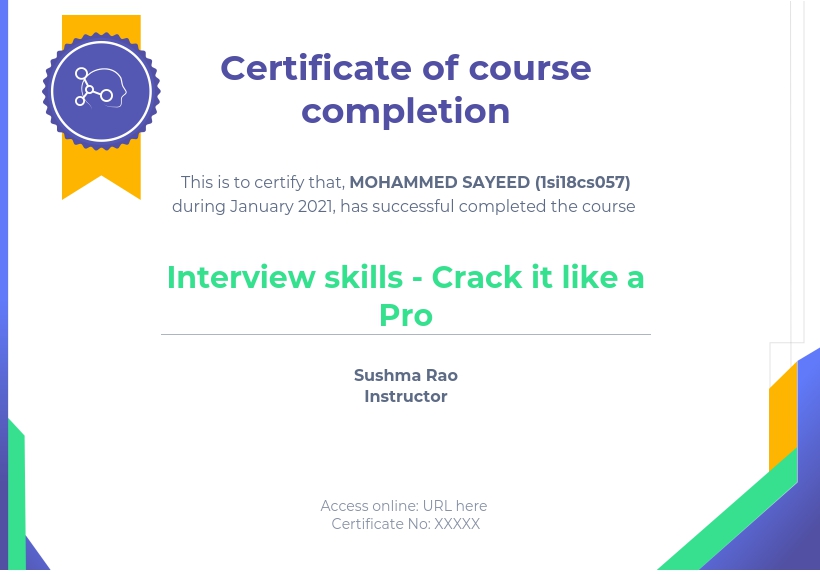 Certificate of course
completion
This is to certify that, MOHAMMED SAYEED (1si18cs057)
during January 2021, has successful completed the course
Interview skills - Crack it like a
Pro
Sushma Rao
Instructor
Access online: URL here
Certificate No: XXXXX